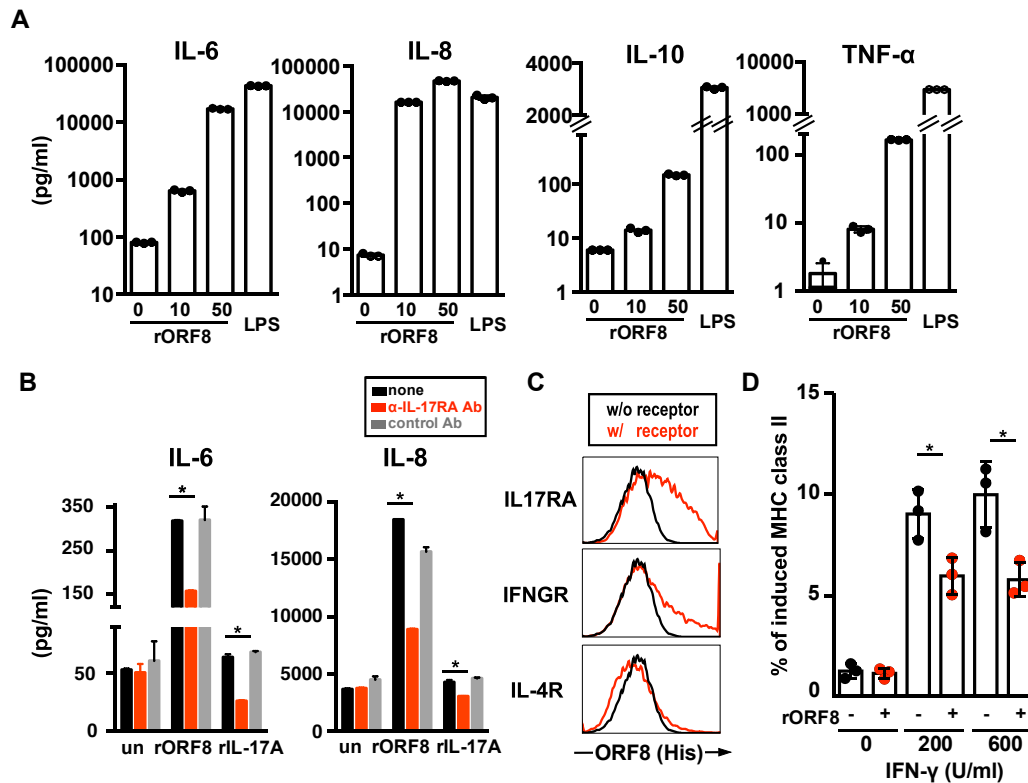 A
IL-6
IL-8
IL-10
TNF-α
(pg/ml)
100000
10000
1000
100
10
100000
10000
1000
100
10
1
4000
3000
2000
100
10
1
3000
2000
1000
100
10
1
0 10 50 LPS
rORF8
0 10 50 LPS
rORF8
0 10 50 LPS
rORF8
0 10 50 LPS
rORF8
B
none
α-IL-17RA Ab
control Ab
IL-6
IL-8
(pg/ml)
350
250
150
50
0
20000
15000
10000
5000
0
*
*
*
*
un rORF8 rIL-17A
un rORF8 rIL-17A
C
w/o receptor
w/ receptor
IL17RA
IFNGR
IL-4R
ORF8 (His)
D
% of induced MHC class II
15
10
5
0
*
*
rORF8 - + - + - +
0 200 600
IFN-γ (U/ml)